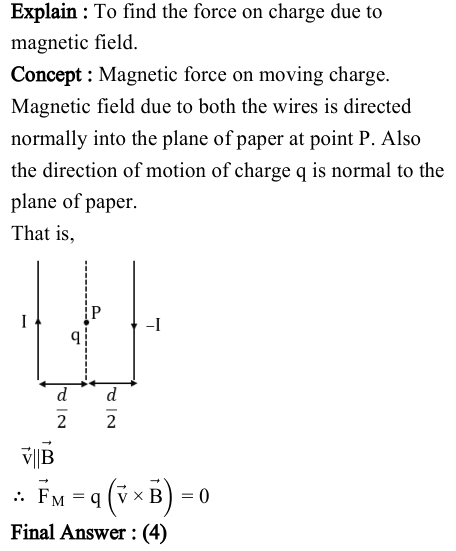 Explain : To find the force on charge due to
magnetic field.
Concept : Magnetic force on moving charge.
Magnetic field due to both the wires is directed
normally into the plane of paper at point P. Also
the direction of motion of charge q is normal to the
plane of paper.
That is,
I P –I
q
d/2 d/2
v⃗||B⃗
∴ F⃗_M = q (v⃗ × B⃗) = 0
Final Answer : (4)